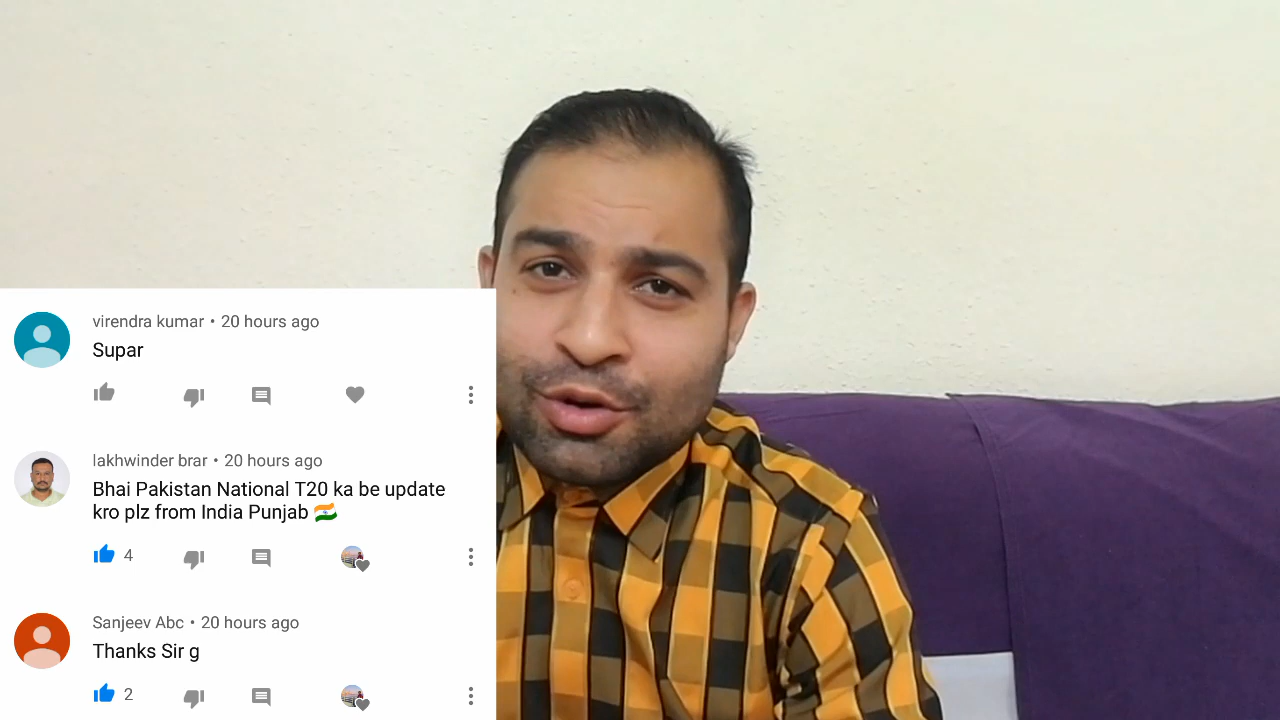 virendra kumar • 20 hours ago
Supar
lakhwinder brar • 20 hours ago
Bhai Pakistan National T20 ka be update
kro plz from India Punjab 🇮🇳
4
Sanjeev Abc • 20 hours ago
Thanks Sir g
2